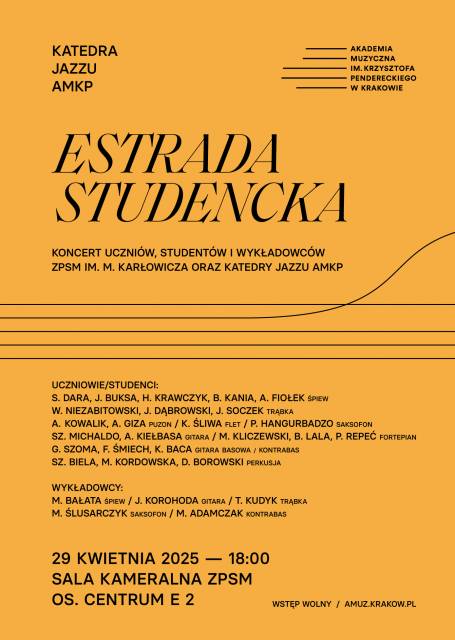 KATEDRA
JAZZU
AMKP
AKADEMIA
MUZYCZNA
IM. KRZYSZTOFA
PENDERECKIEGO
W KRAKOWIE
ESTRADA
STUDENCKA
KONCERT UCZNIÓW, STUDENTÓW I WYKŁADOWCÓW
ZPSM IM. M. KARŁOWICZA ORAZ KATEDRY JAZZU AMKP
UCZNIOWIE/STUDENCI:
S. DARA, J. BUKSA, H. KRAWCZYK, B. KANIA, A. FIOŁEK ŚPIEW
W. NIEZABITOWSKI, J. DĄBROWSKI, J. SOCZEK TRĄBKA
A. KOWALIK, A. GIZA PUZON / K. ŚLIWA FLET / P. HANGURBADZO SAKSOFON
SZ. MICHALDO, A. KIEŁBASA GITARA / M. KLICZEWSKI, B. LALA, P. REPEĆ FORTEPIAN
G. SZOMA, F. ŚMIECH, K. BACA GITARA BASOWA / KONTRABAS
SZ. BIELA, M. KORDOWSKA, D. BOROWSKI PERKUSJA
WYKŁADOWCY:
M. BAŁATA ŚPIEW / J. KOROHODA GITARA / T. KUDYK TRĄBKA
M. ŚLUSARCZYK SAKSOFON / M. ADAMCZAK KONTRABAS
29 KWIETNIA 2025 — 18:00
SALA KAMERALNA ZPSM
OS. CENTRUM E 2
WSTĘP WOLNY / AMUZ.KRAKOW.PL